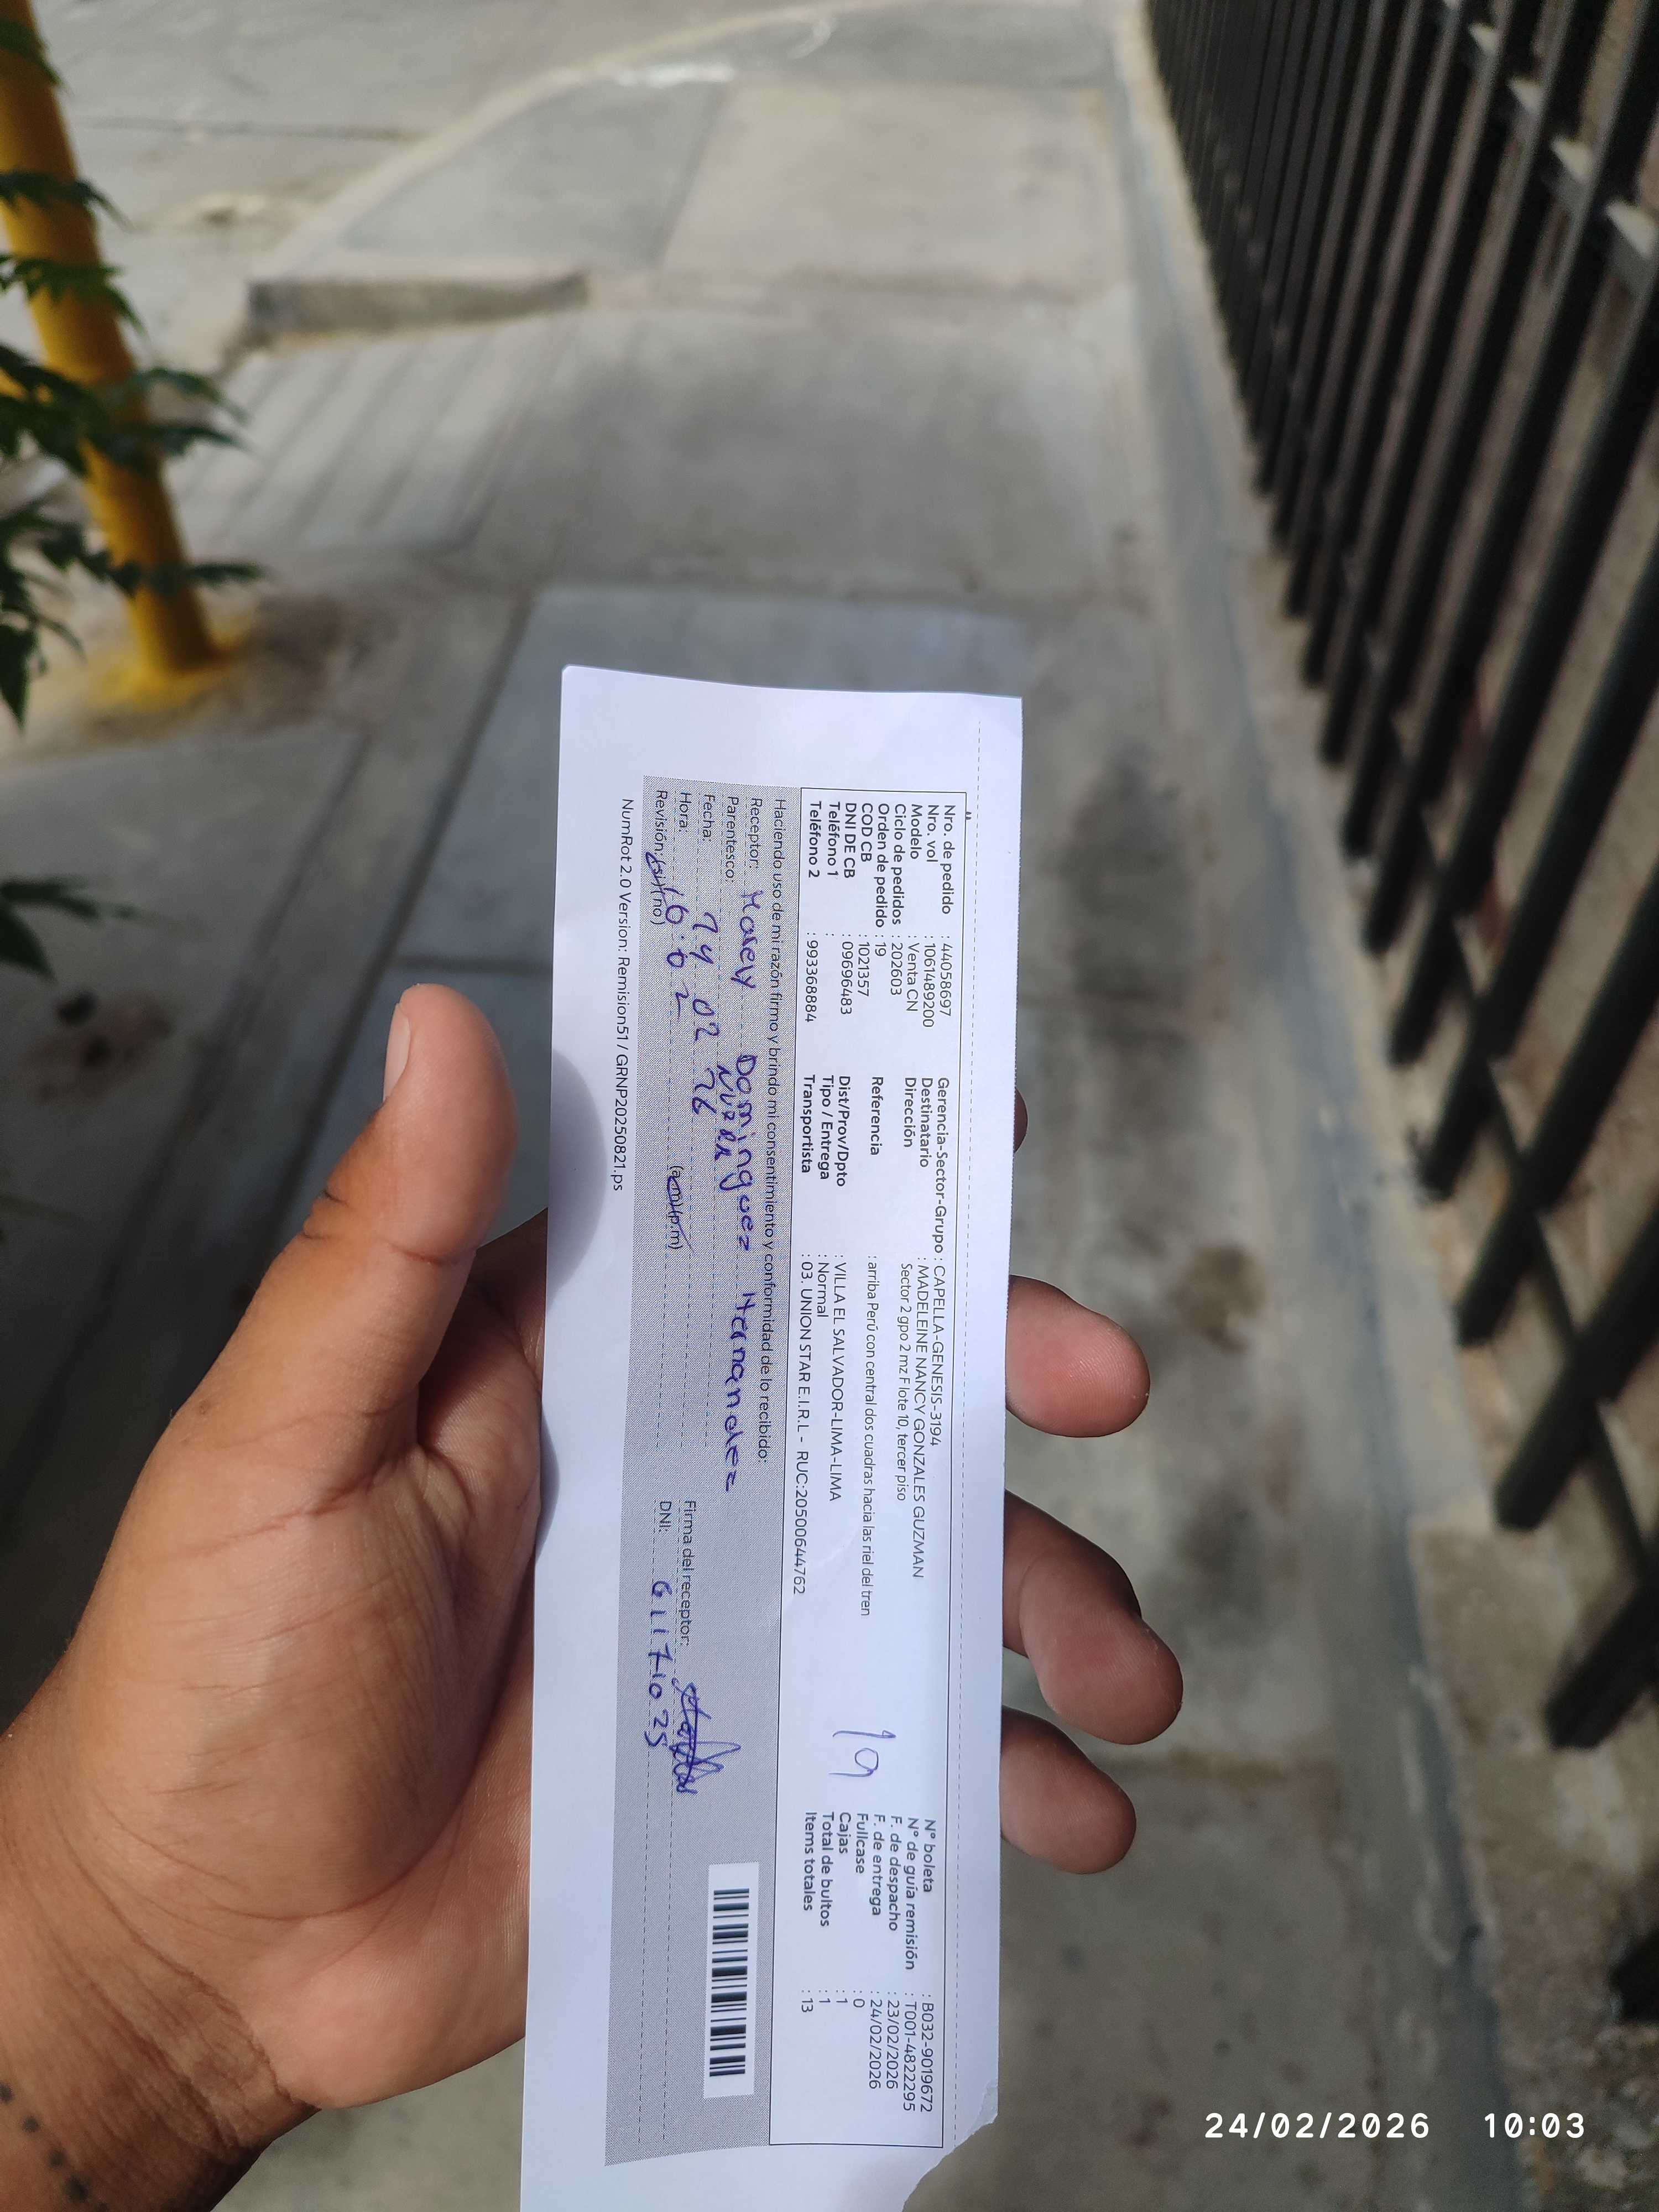 Nro. de pedido : 44058697
Nro. vol : 1061489200
Modelo : Venta CN
Ciclo de pedidos : 202603
Orden de pedido : 19
COD CB : 1021357
DNI DE CB : 09696483
Teléfono 1 :
Teléfono 2 : 993368884
Gerencia-Sector-Grupo : CAPELLA-GENESIS-3194
Destinatario : MADELEINE NANCY GONZALES GUZMAN
Dirección Sector 2 gpo 2 mz F lote 10, tercer piso
Referencia : arriba Perú con central dos cuadras hacia las riel del tren
Dist/Prov/Dpto : VILLA EL SALVADOR-LIMA-LIMA
Tipo / Entrega : Normal
Transportista : 03. UNION STAR E.I.R.L - RUC:20500644762
19
N° boleta : B032-9019672
N° de guía remisión : T001-4822295
F. de despacho : 23/02/2026
F. de entrega : 24/02/2026
Fullcase : 0
Cajas : 1
Total de bultos : 1
Items totales : 13
Haciendo uso de mi razón firmo y brindo mi consentimiento y conformidad de lo recibido:
Receptor: Dominguez Hernandez
Parentesco:
Fecha: 24 02 26
Hora: 10:02 (a.m)(p.m)
Revisión: (si)(no)
Firma del receptor:
DNI: 61171025
NumRot 2.0 Version: Remision51 / GRNP20250821.ps
24/02/2026 10:03